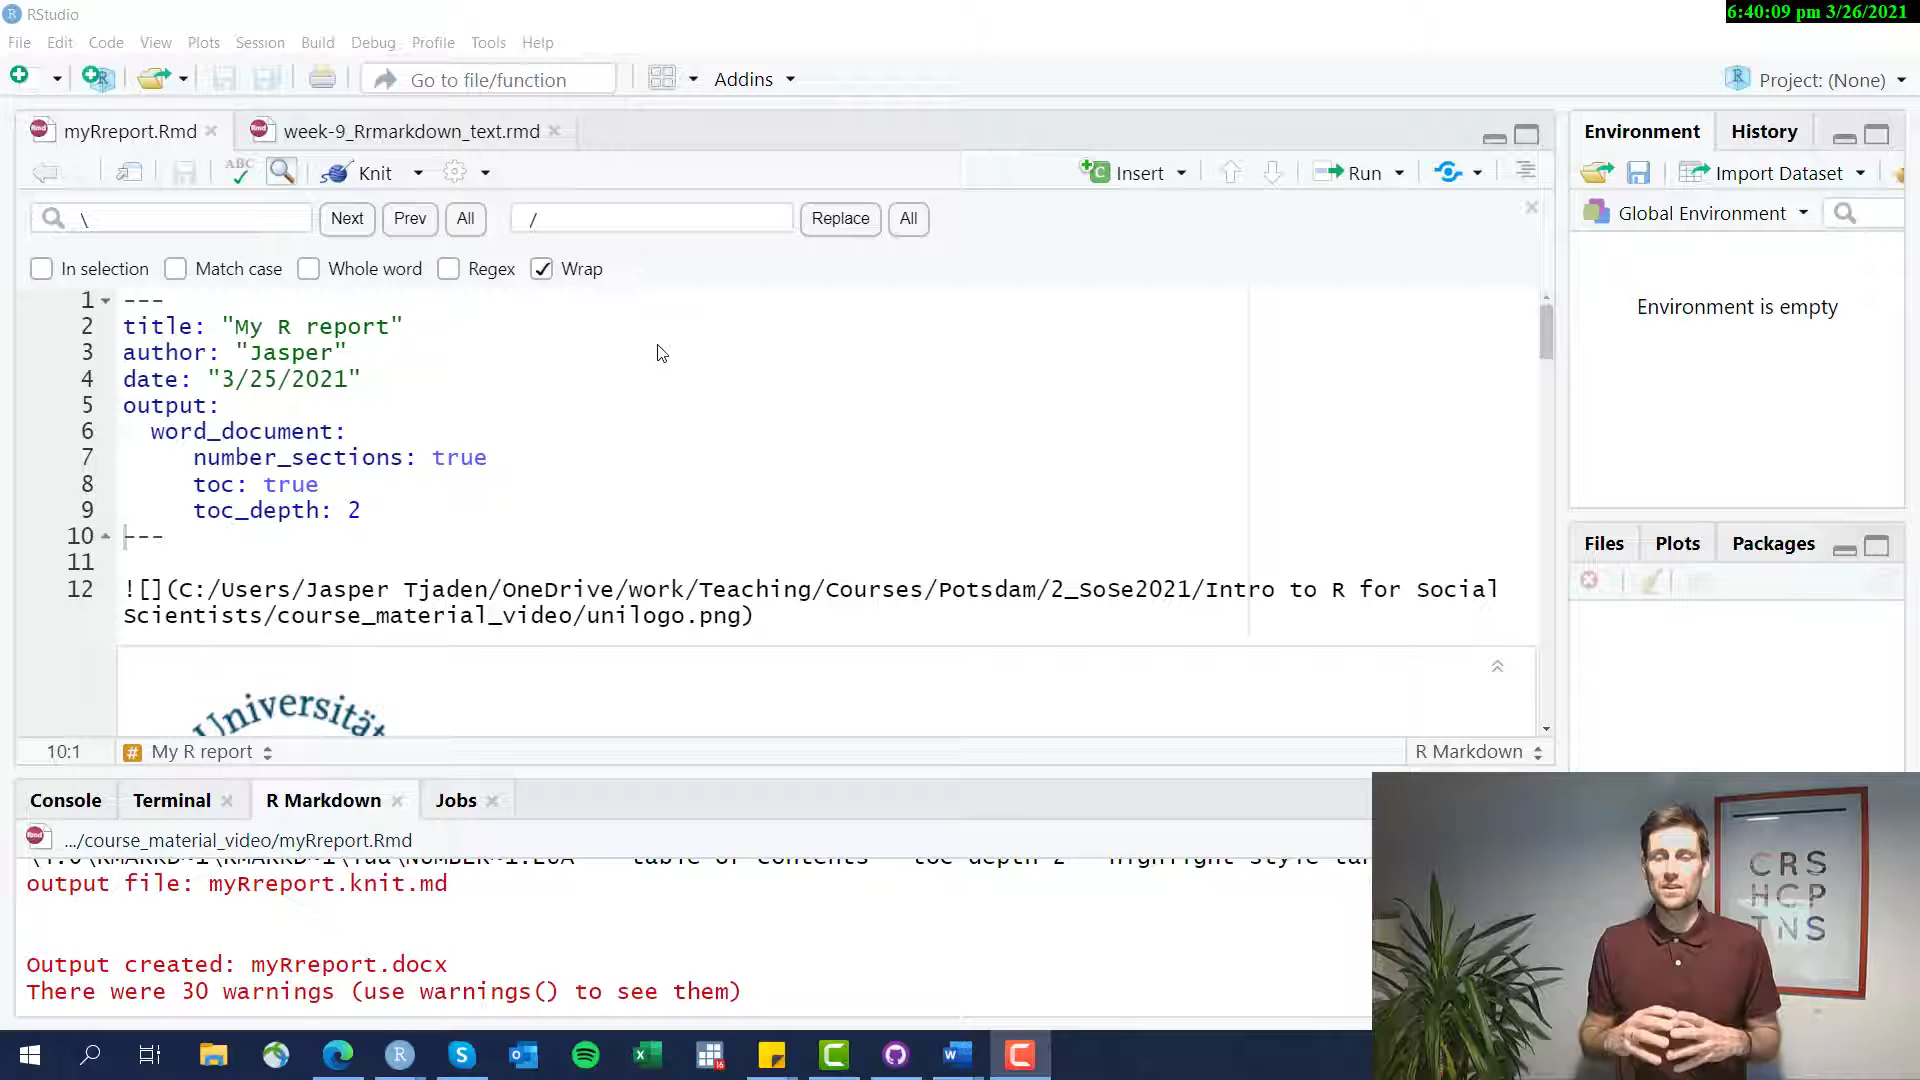 RStudio
6:40:09 pm 3/26/2021
File Edit Code View Plots Session Build Debug Profile Tools Help
Go to file/function
Addins
Project: (None)
myRreport.Rmd
week-9_Rrmarkdown_text.rmd
Environment
History
ABC
Knit
Insert
Run
Import Dataset
\
Next
Prev
All
/
Replace
All
Global Environment
In selection
Match case
Whole word
Regex
Wrap
Environment is empty
1 ---
2 title: "My R report"
3 author: "Jasper"
4 date: "3/25/2021"
5 output:
6 word_document:
7 number_sections: true
8 toc: true
9 toc_depth: 2
10 ---
11
12 ![](C:/Users/Jasper Tjaden/OneDrive/work/Teaching/Courses/Potsdam/2_SoSe2021/Intro to R for Social
Scientists/course_material_video/unilogo.png)
Files
Plots
Packages
Universität
10:1
# My R report
R Markdown
Console
Terminal
R Markdown
Jobs
.../course_material_video/myRreport.Rmd
output file: myRreport.knit.md
Output created: myRreport.docx
There were 30 warnings (use warnings() to see them)
CRS
HCP
TNS
16